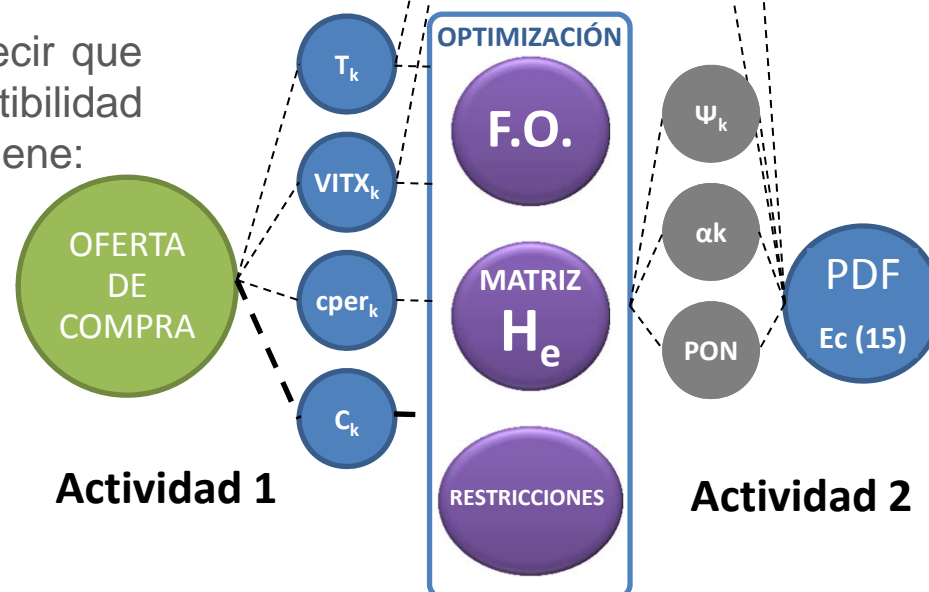 ecir que
tibilidad
ene:
OFERTA
DE
COMPRA
Actividad 1
T_k
VITX_k
cper_k
C_k
OPTIMIZACIÓN
F.O.
MATRIZ
H_e
RESTRICCIONES
Ψ_k
αk
PON
PDF
Ec (15)
Actividad 2